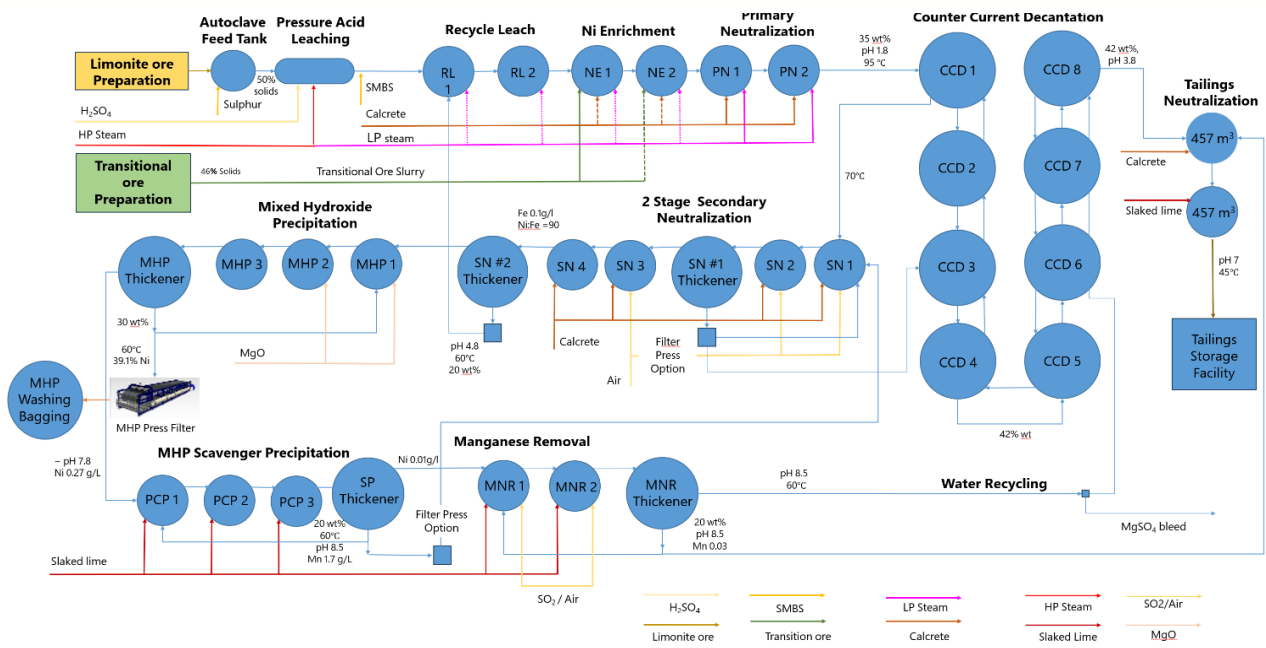 Autoclave
Feed Tank
Pressure Acid
Leaching
Recycle Leach
Ni Enrichment
Primary
Neutralization
Counter Current Decantation
Limonite ore
Preparation
50%
solids
Sulphur
H₂SO₄
HP Steam
SMBS
Calcrete
LP steam
RL
1
RL 2
NE 1
NE 2
PN 1
PN 2
35 wt%
pH 1.8
95 °C
CCD 1
CCD 8
42 wt%,
pH 3.8
Tailings
Neutralization
457 m³
Calcrete
Slaked lime
457 m³
pH 7
45°C
Tailings
Storage
Facility
Transitional
ore
Preparation
46% Solids
Transitional Ore Slurry
70°C
CCD 2
CCD 7
CCD 3
CCD 6
CCD 4
CCD 5
42% wt
Mixed Hydroxide
Precipitation
Fe 0.1g/l
Ni:Fe =90
2 Stage Secondary
Neutralization
MHP
Thickener
MHP 3
MHP 2
MHP 1
SN #2
Thickener
SN 4
SN 3
SN #1
Thickener
SN 2
SN 1
30 wt%
60°C
39.1% Ni
MgO
pH 4.8
60°C
20 wt%
Calcrete
Air
Filter
Press
Option
MHP
Washing
Bagging
MHP Press Filter
– pH 7.8
Ni 0.27 g/L
MHP Scavenger Precipitation
Manganese Removal
Ni 0.01g/l
PCP 1
PCP 2
PCP 3
SP
Thickener
MNR 1
MNR 2
MNR
Thickener
pH 8.5
60°C
Water Recycling
MgSO₄ bleed
20 wt%
60°C
pH 8.5
Mn 1.7 g/L
Filter Press
Option
20 wt%
pH 8.5
Mn 0.03
Slaked lime
SO₂ / Air
H₂SO₄
SMBS
LP Steam
HP Steam
SO2/Air
Limonite ore
Transition ore
Calcrete
Slaked Lime
MgO